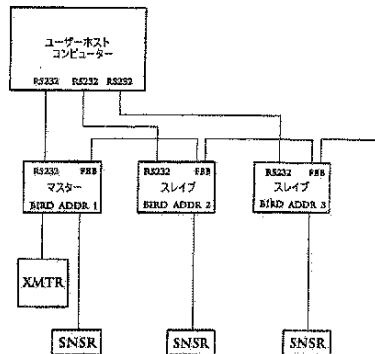 ユーザーホスト
コンピューター
RS232 RS232 RS232
RS232 FBB
マスター
BIRD ADDR 1
RS232 FBB
スレイブ
BIRD ADDR 2
RS232 FBB
スレイブ
BIRD ADDR 3
XMTR
SNSR
SNSR
SNSR